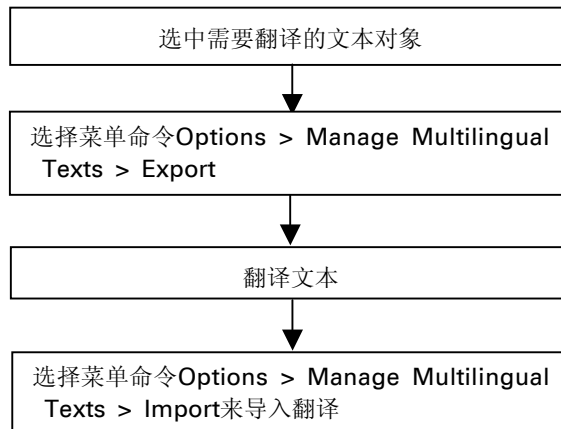 选中需要翻译的文本对象
选择菜单命令Options > Manage Multilingual
Texts > Export
翻译文本
选择菜单命令Options > Manage Multilingual
Texts > Import来导入翻译